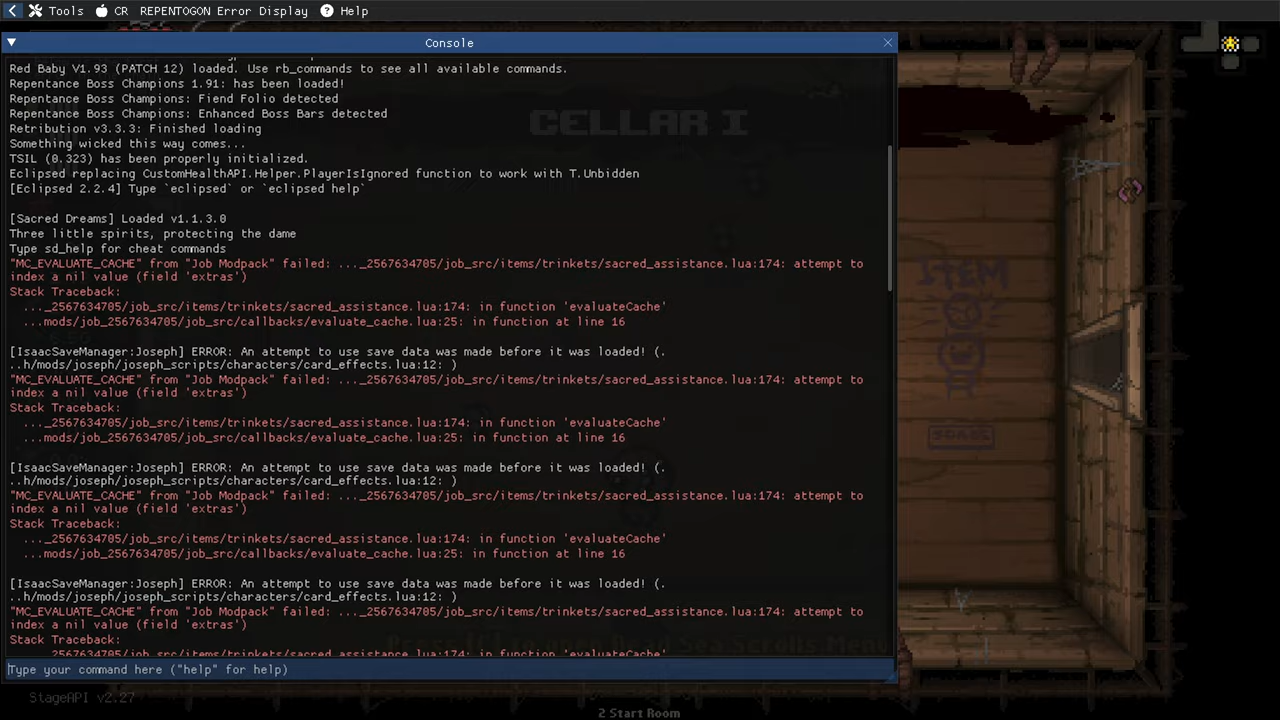 Tools CR REPENTOGON Error Display Help
Console
Red Baby V1.93 (PATCH 12) loaded. Use rb_commands to see all available commands.
Repentance Boss Champions 1.91: has been loaded!
Repentance Boss Champions: Fiend Folio detected
Repentance Boss Champions: Enhanced Boss Bars detected
Retribution v3.3.3: Finished loading
Something wicked this way comes...
TSIL (0.323) has been properly initialized.
Eclipsed replacing CustomHealthAPI.Helper.PlayerIsIgnored function to work with T.Unbidden
[Eclipsed 2.2.4] Type `eclipsed` or `eclipsed help`
[Sacred Dreams] Loaded v1.1.3.0
Three little spirits, protecting the dame
Type sd_help for cheat commands
"MC_EVALUATE_CACHE" from "Job Modpack" failed: ..._2567634705/job_src/items/trinkets/sacred_assistance.lua:174: attempt to
index a nil value (field 'extras')
Stack Traceback:
..._2567634705/job_src/items/trinkets/sacred_assistance.lua:174: in function 'evaluateCache'
...mods/job_2567634705/job_src/callbacks/evaluate_cache.lua:25: in function at line 16
[IsaacSaveManager:Joseph] ERROR: An attempt to use save data was made before it was loaded! (.
..h/mods/joseph/joseph_scripts/characters/card_effects.lua:12: )
"MC_EVALUATE_CACHE" from "Job Modpack" failed: ..._2567634705/job_src/items/trinkets/sacred_assistance.lua:174: attempt to
index a nil value (field 'extras')
Stack Traceback:
..._2567634705/job_src/items/trinkets/sacred_assistance.lua:174: in function 'evaluateCache'
...mods/job_2567634705/job_src/callbacks/evaluate_cache.lua:25: in function at line 16
[IsaacSaveManager:Joseph] ERROR: An attempt to use save data was made before it was loaded! (.
..h/mods/joseph/joseph_scripts/characters/card_effects.lua:12: )
"MC_EVALUATE_CACHE" from "Job Modpack" failed: ..._2567634705/job_src/items/trinkets/sacred_assistance.lua:174: attempt to
index a nil value (field 'extras')
Stack Traceback:
..._2567634705/job_src/items/trinkets/sacred_assistance.lua:174: in function 'evaluateCache'
...mods/job_2567634705/job_src/callbacks/evaluate_cache.lua:25: in function at line 16
[IsaacSaveManager:Joseph] ERROR: An attempt to use save data was made before it was loaded! (.
..h/mods/joseph/joseph_scripts/characters/card_effects.lua:12: )
"MC_EVALUATE_CACHE" from "Job Modpack" failed: ..._2567634705/job_src/items/trinkets/sacred_assistance.lua:174: attempt to
index a nil value (field 'extras')
Stack Traceback:
..._2567634705/job_src/items/trinkets/sacred_assistance.lua:174: in function 'evaluateCache'
Type your command here ("help" for help)
CELLAR I
ITEM
StageAPI v2.27
2 Start Room